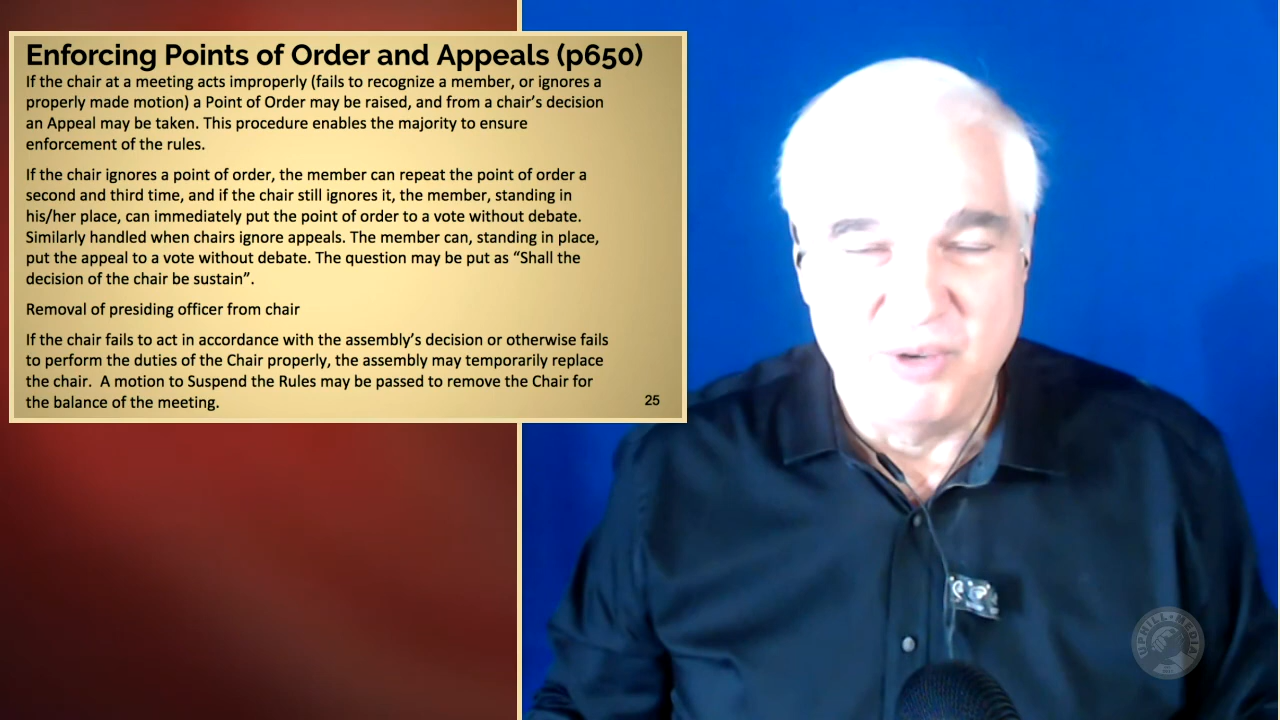 Enforcing Points of Order and Appeals (p650)
If the chair at a meeting acts improperly (fails to recognize a member, or ignores a
properly made motion) a Point of Order may be raised, and from a chair’s decision
an Appeal may be taken. This procedure enables the majority to ensure
enforcement of the rules.
If the chair ignores a point of order, the member can repeat the point of order a
second and third time, and if the chair still ignores it, the member, standing in
his/her place, can immediately put the point of order to a vote without debate.
Similarly handled when chairs ignore appeals. The member can, standing in place,
put the appeal to a vote without debate. The question may be put as “Shall the
decision of the chair be sustain”.
Removal of presiding officer from chair
If the chair fails to act in accordance with the assembly’s decision or otherwise fails
to perform the duties of the Chair properly, the assembly may temporarily replace
the chair.  A motion to Suspend the Rules may be passed to remove the Chair for
the balance of the meeting.
25
UPHILL MEDIA